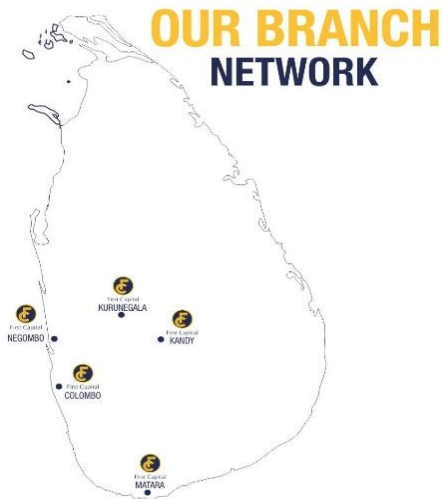 OUR BRANCH
NETWORK
First Capital
KURUNEGALA
First Capital
NEGOMBO
First Capital
KANDY
First Capital
COLOMBO
First Capital
MATARA